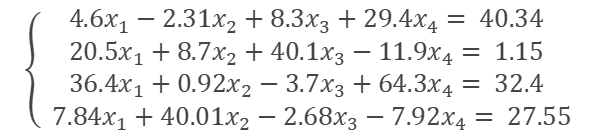 4.6x₁ − 2.31x₂ + 8.3x₃ + 29.4x₄ = 40.34
20.5x₁ + 8.7x₂ + 40.1x₃ − 11.9x₄ = 1.15
36.4x₁ + 0.92x₂ − 3.7x₃ + 64.3x₄ = 32.4
7.84x₁ + 40.01x₂ − 2.68x₃ − 7.92x₄ = 27.55